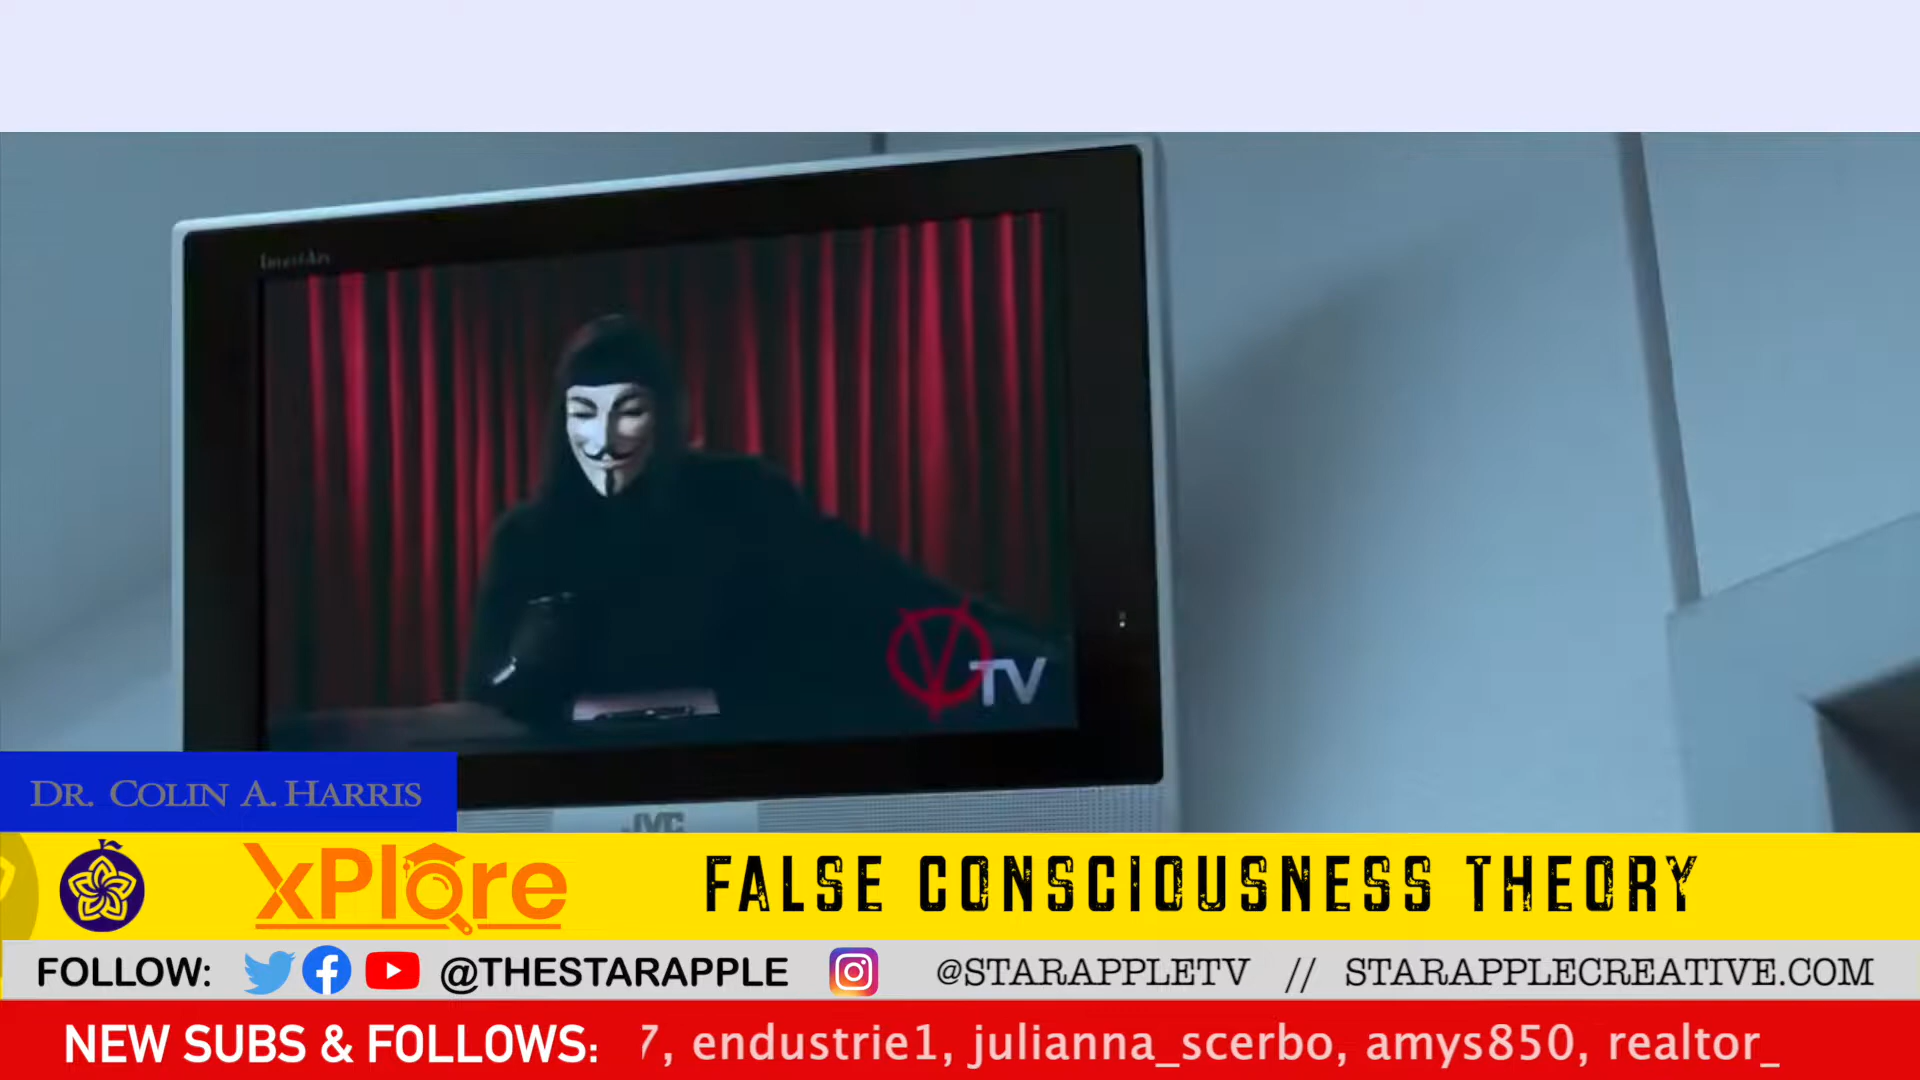 V TV
JVC
DR. COLIN A. HARRIS
xPlore
FALSE CONSCIOUSNESS THEORY
FOLLOW: @THESTARAPPLE @STARAPPLETV // STARAPPLECREATIVE.COM
NEW SUBS & FOLLOWS: 7, endustrie1, julianna_scerbo, amys850, realtor_